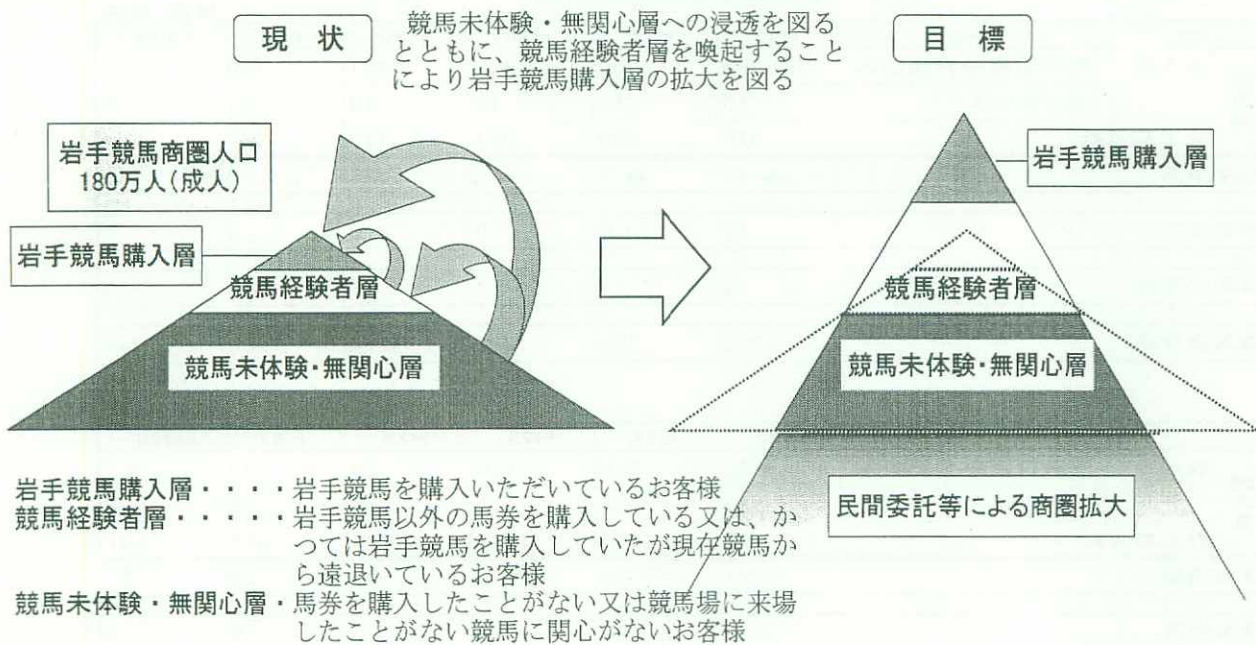 現 状
競馬未体験・無関心層への浸透を図る
とともに、競馬経験者層を喚起すること
により岩手競馬購入層の拡大を図る
目 標
岩手競馬商圏人口
180万人(成人)
岩手競馬購入層
競馬経験者層
競馬未体験・無関心層
岩手競馬購入層
競馬経験者層
競馬未体験・無関心層
民間委託等による商圏拡大
岩手競馬購入層・・・・岩手競馬を購入いただいているお客様
競馬経験者層・・・・・岩手競馬以外の馬券を購入している又は、か
つては岩手競馬を購入していたが現在競馬か
ら遠退いているお客様
競馬未体験・無関心層・馬券を購入したことがない又は競馬場に来場
したことがない競馬に関心がないお客様